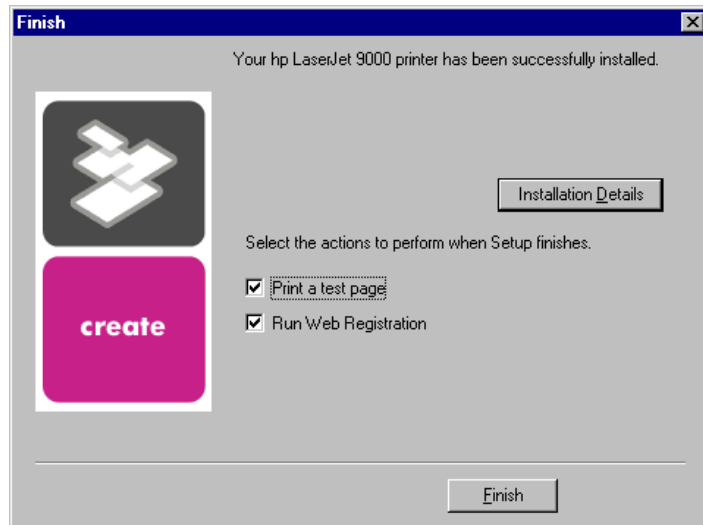 Finish
Your hp LaserJet 9000 printer has been successfully installed.
Installation Details
Select the actions to perform when Setup finishes.
Print a test page
create
Run Web Registration
Finish